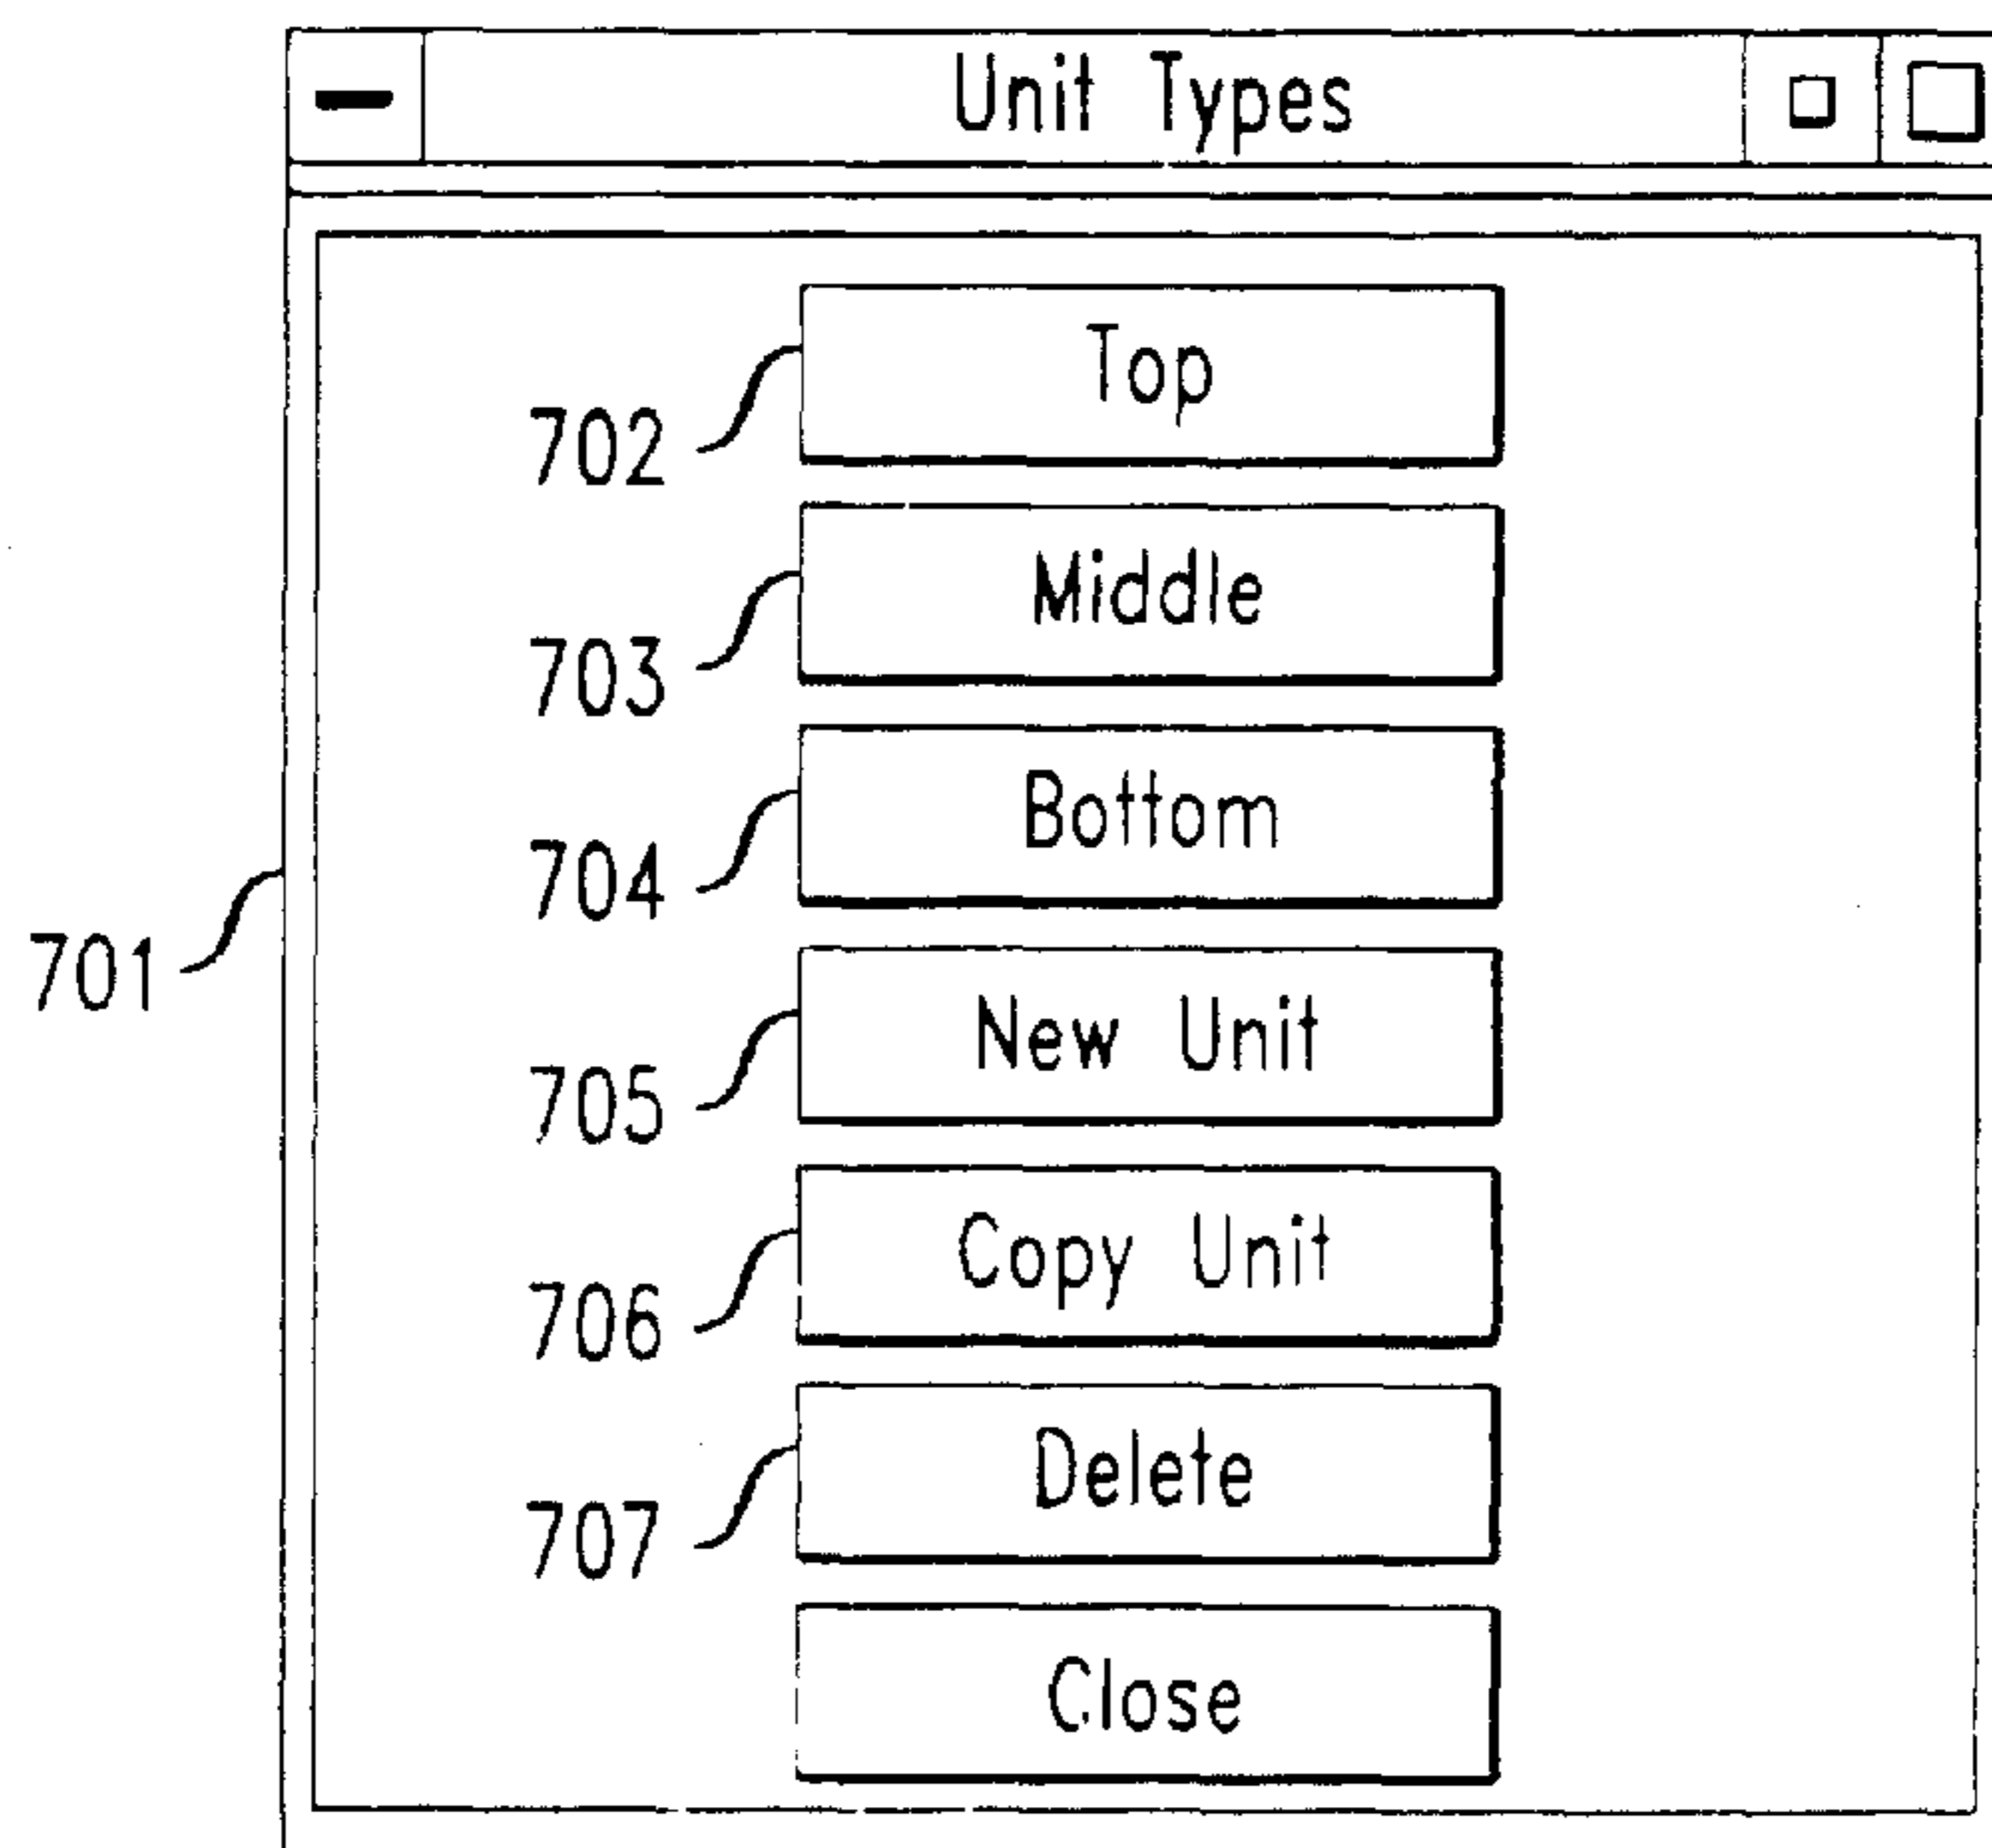 Unit Types
Top
702
Middle
703
Bottom
704
701
New Unit
705
Copy Unit
706
Delete
707
Close